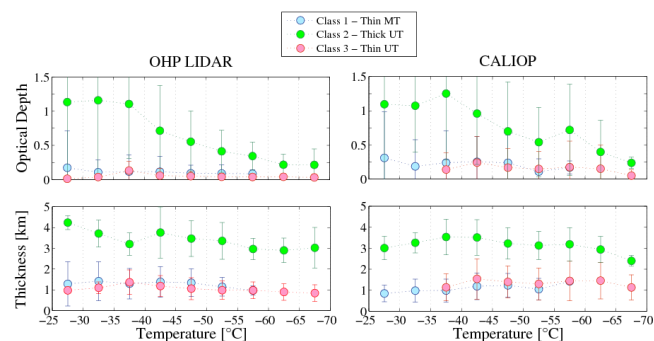 Class 1 – Thin MT
Class 2 – Thick UT
Class 3 – Thin UT
OHP LIDAR
CALIOP
Optical Depth
1.5
1
0.5
0
1.5
1
0.5
0
Thickness [km]
5
4
3
2
1
0
5
4
3
2
1
0
−25 −30 −35 −40 −45 −50 −55 −60 −65 −70
−25 −30 −35 −40 −45 −50 −55 −60 −65 −70
Temperature [°C]
Temperature [°C]